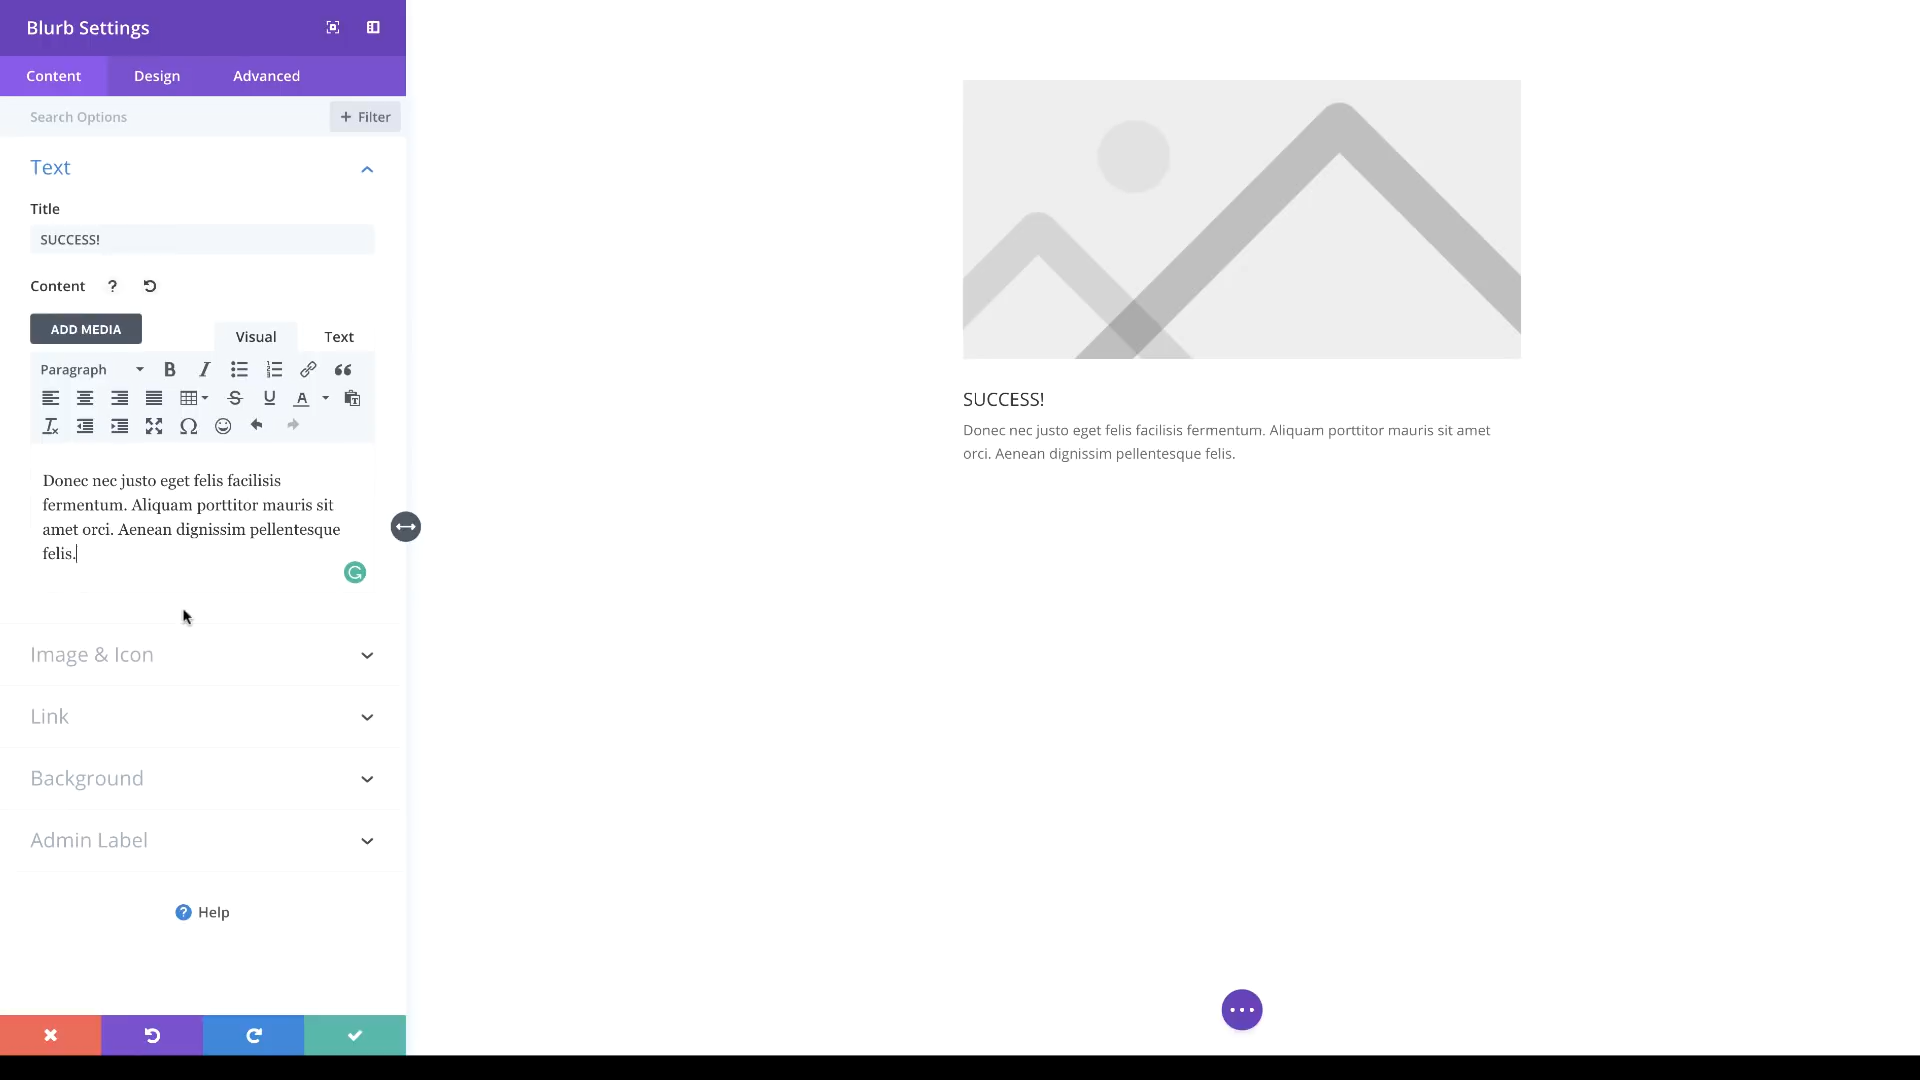 Blurb Settings
Content Design Advanced
Search Options + Filter
Text
Title
SUCCESS!
Content ?
ADD MEDIA
Visual Text
Paragraph
Donec nec justo eget felis facilisis
fermentum. Aliquam porttitor mauris sit
amet orci. Aenean dignissim pellentesque
felis.
Image & Icon
Link
Background
Admin Label
? Help
SUCCESS!
Donec nec justo eget felis facilisis fermentum. Aliquam porttitor mauris sit amet
orci. Aenean dignissim pellentesque felis.